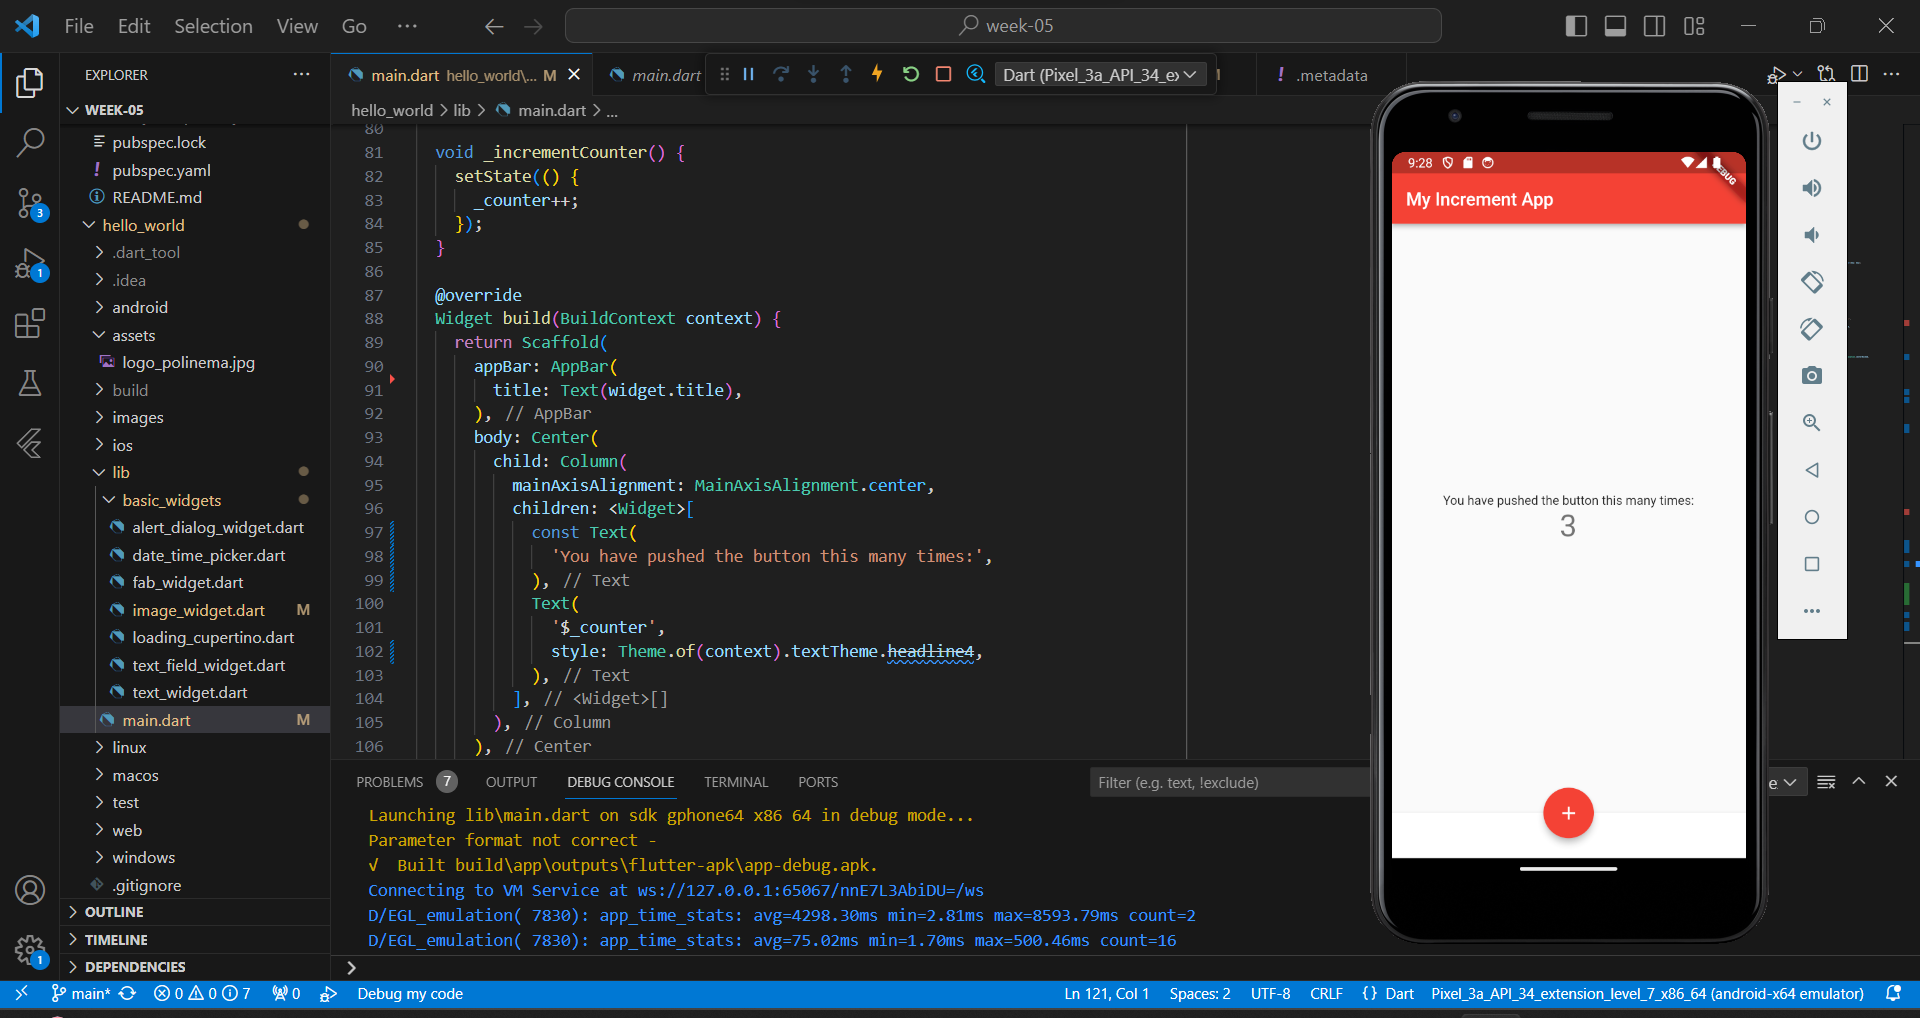 File Edit Selection View Go ···
week-05
EXPLORER
WEEK-05
pubspec.lock
pubspec.yaml
README.md
hello_world
.dart_tool
.idea
android
assets
logo_polinema.jpg
build
images
ios
lib
basic_widgets
alert_dialog_widget.dart
date_time_picker.dart
fab_widget.dart
image_widget.dart M
loading_cupertino.dart
text_field_widget.dart
text_widget.dart
main.dart M
linux
macos
test
web
windows
.gitignore
OUTLINE
TIMELINE
DEPENDENCIES
3
1
1
main.dart hello_world\... M
main.dart
Dart (Pixel_3a_API_34_ex
! .metadata
hello_world > lib > main.dart > ...
80
81 void _incrementCounter() {
82 setState(() {
83 _counter++;
84 });
85 }
86
87 @override
88 Widget build(BuildContext context) {
89 return Scaffold(
90 appBar: AppBar(
91 title: Text(widget.title),
92 ), // AppBar
93 body: Center(
94 child: Column(
95 mainAxisAlignment: MainAxisAlignment.center,
96 children: <Widget>[
97 const Text(
98 'You have pushed the button this many times:',
99 ), // Text
100 Text(
101 '$_counter',
102 style: Theme.of(context).textTheme.headline4,
103 ), // Text
104 ], // <Widget>[]
105 ), // Column
106 ), // Center
PROBLEMS 7 OUTPUT DEBUG CONSOLE TERMINAL PORTS
Filter (e.g. text, !exclude)
Launching lib\main.dart on sdk gphone64 x86 64 in debug mode...
Parameter format not correct -
√ Built build\app\outputs\flutter-apk\app-debug.apk.
Connecting to VM Service at ws://127.0.0.1:65067/nnE7L3AbiDU=/ws
D/EGL_emulation( 7830): app_time_stats: avg=4298.30ms min=2.81ms max=8593.79ms count=2
D/EGL_emulation( 7830): app_time_stats: avg=75.02ms min=1.70ms max=500.46ms count=16
9:28
My Increment App
You have pushed the button this many times:
3
+
main* 0 0 7 0 Debug my code
Ln 121, Col 1 Spaces: 2 UTF-8 CRLF {} Dart Pixel_3a_API_34_extension_level_7_x86_64 (android-x64 emulator)